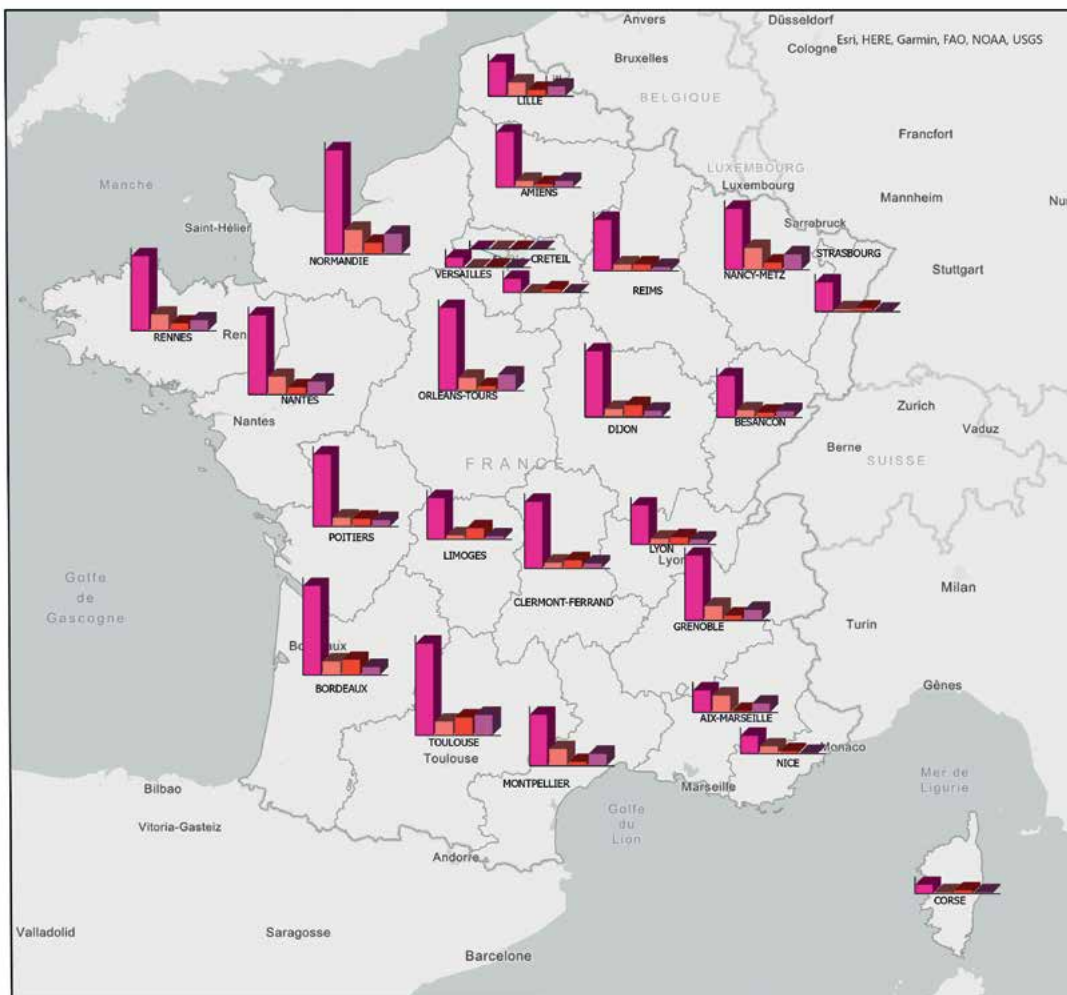 Anvers
Düsseldorf
Esri, HERE, Garmin, FAO, NOAA, USGS
Cologne
Bruxelles
LILLE
BELGIQUE
Francfort
LUXEMBOURG
Manche
Luxembourg
Mannheim
AMIENS
Saint-Hélier
Sarrebruck
STRASBOURG
CRETEIL
NORMANDIE
VERSAILLES
REIMS
NANCY-METZ
Stuttgart
RENNES
NANTES
ORLEANS-TOURS
Nantes
DIJON
BESANCON
Zurich
Vaduz
Berne
SUISSE
FRANCE
POITIERS
LIMOGES
LYON
Lyon
Golfe
de
Gascogne
CLERMONT-FERRAND
Milan
GRENOBLE
Turin
BORDEAUX
Gênes
AIX-MARSEILLE
TOULOUSE
Toulouse
NICE
Monaco
MONTPELLIER
Marseille
Mer de
Ligurie
Bilbao
Golfe
du
Lion
Vitoria-Gasteiz
Andorre
CORSE
Valladolid
Saragosse
Barcelone